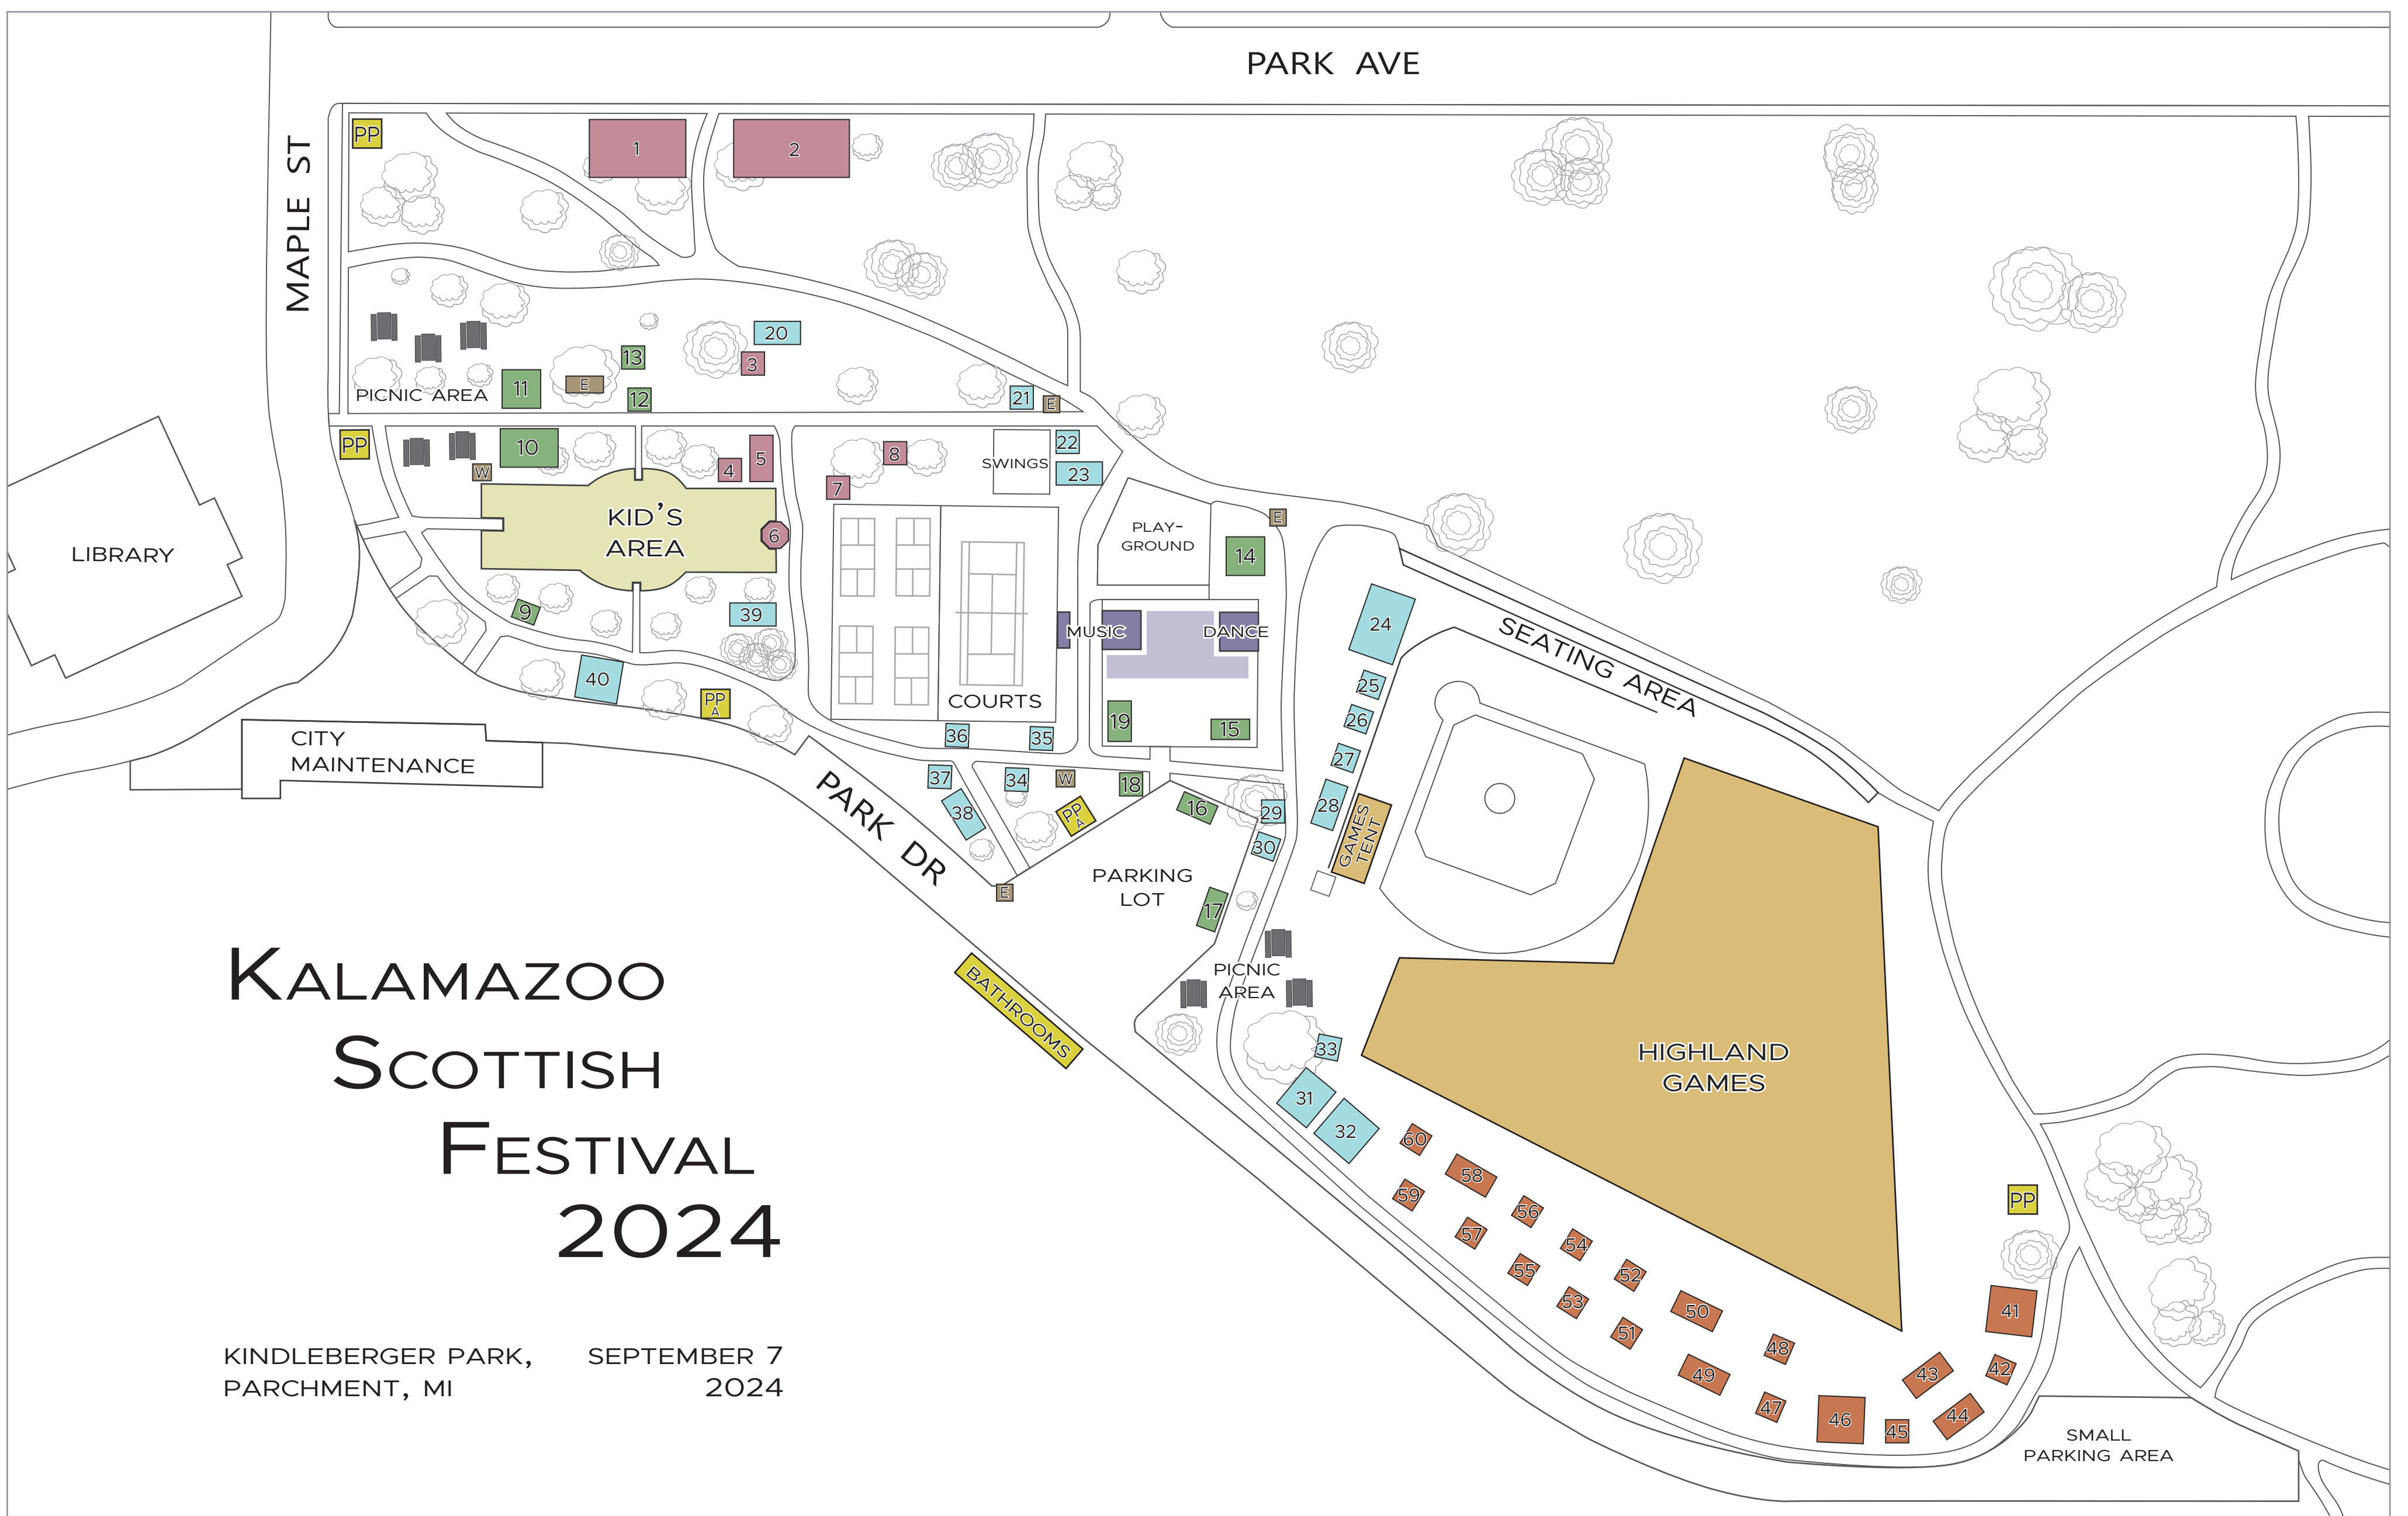 PARK AVE
MAPLE ST
PP
1
2
20
13
3
PICNIC AREA
11
E
12
21
E
PP
10
W
4
5
8
7
SWINGS
22
23
KID'S
AREA
6
PLAY-
GROUND
E
14
LIBRARY
9
39
MUSIC
DANCE
24
SEATING AREA
40
PP
A
COURTS
25
26
27
28
19
15
36
35
CITY
MAINTENANCE
PARK DR
37
34
W
18
38
PP
A
16
29
30
GAMES
TENT
PARKING
LOT
E
17
BATHROOMS
PICNIC
AREA
33
31
32
HIGHLAND
GAMES
KALAMAZOO
SCOTTISH
FESTIVAL
2024
KINDLEBERGER PARK,
PARCHMENT, MI
SEPTEMBER 7
2024
60
58
59
56
57
54
55
52
53
50
51
48
49
47
46
45
44
43
42
41
PP
SMALL
PARKING AREA